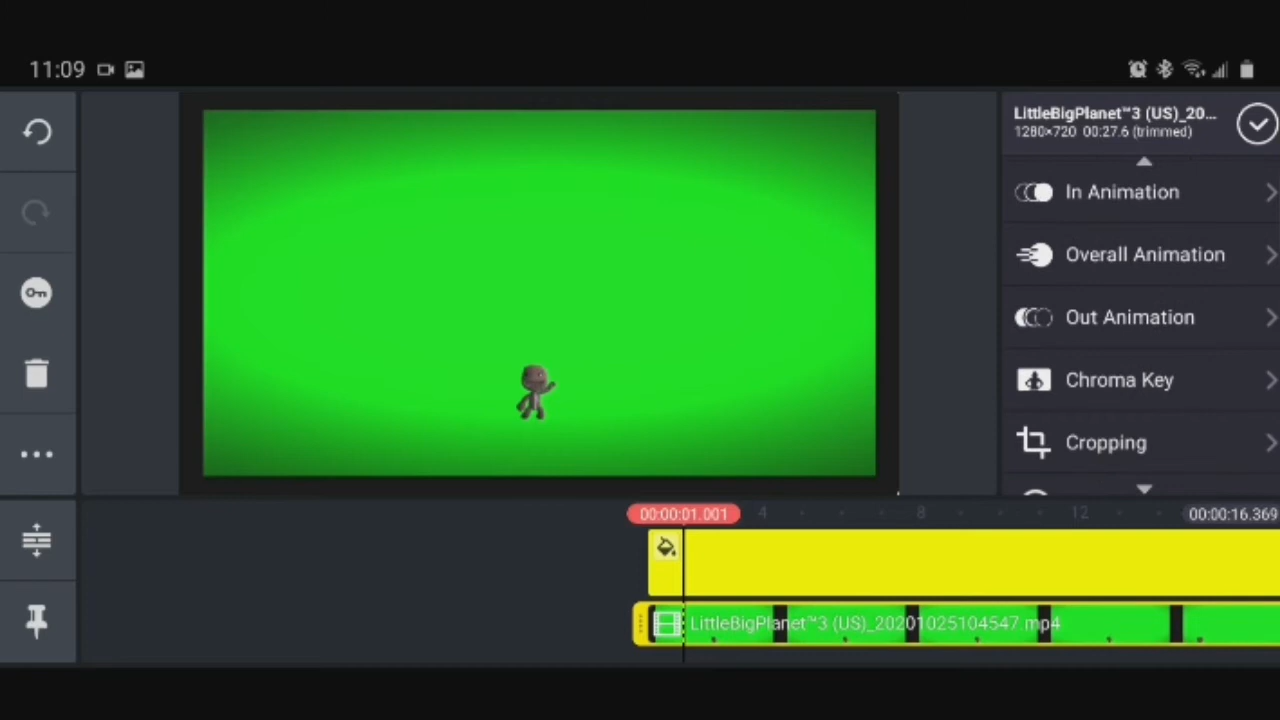 11:09
LittleBigPlanet™3 (US)_20...
1280×720 00:27.6 (trimmed)
In Animation
Overall Animation
Out Animation
Chroma Key
Cropping
00:00:01.001
4
8
12
00:00:16.369
LittleBigPlanet™3 (US)_20201025104547.mp4